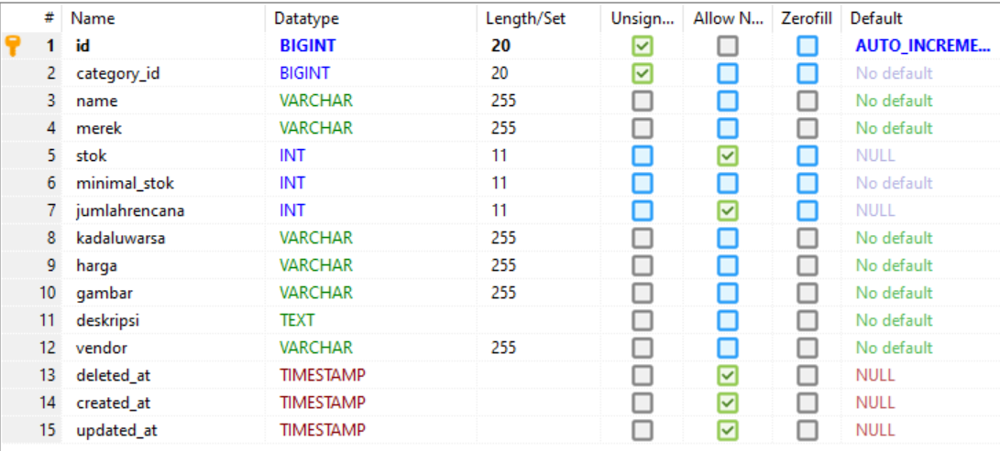 # Name Datatype Length/Set Unsign... Allow N... Zerofill Default
1 id BIGINT 20 AUTO_INCREME...
2 category_id BIGINT 20 No default
3 name VARCHAR 255 No default
4 merek VARCHAR 255 No default
5 stok INT 11 NULL
6 minimal_stok INT 11 No default
7 jumlahrencana INT 11 NULL
8 kadaluwarsa VARCHAR 255 No default
9 harga VARCHAR 255 No default
10 gambar VARCHAR 255 No default
11 deskripsi TEXT No default
12 vendor VARCHAR 255 No default
13 deleted_at TIMESTAMP NULL
14 created_at TIMESTAMP NULL
15 updated_at TIMESTAMP NULL